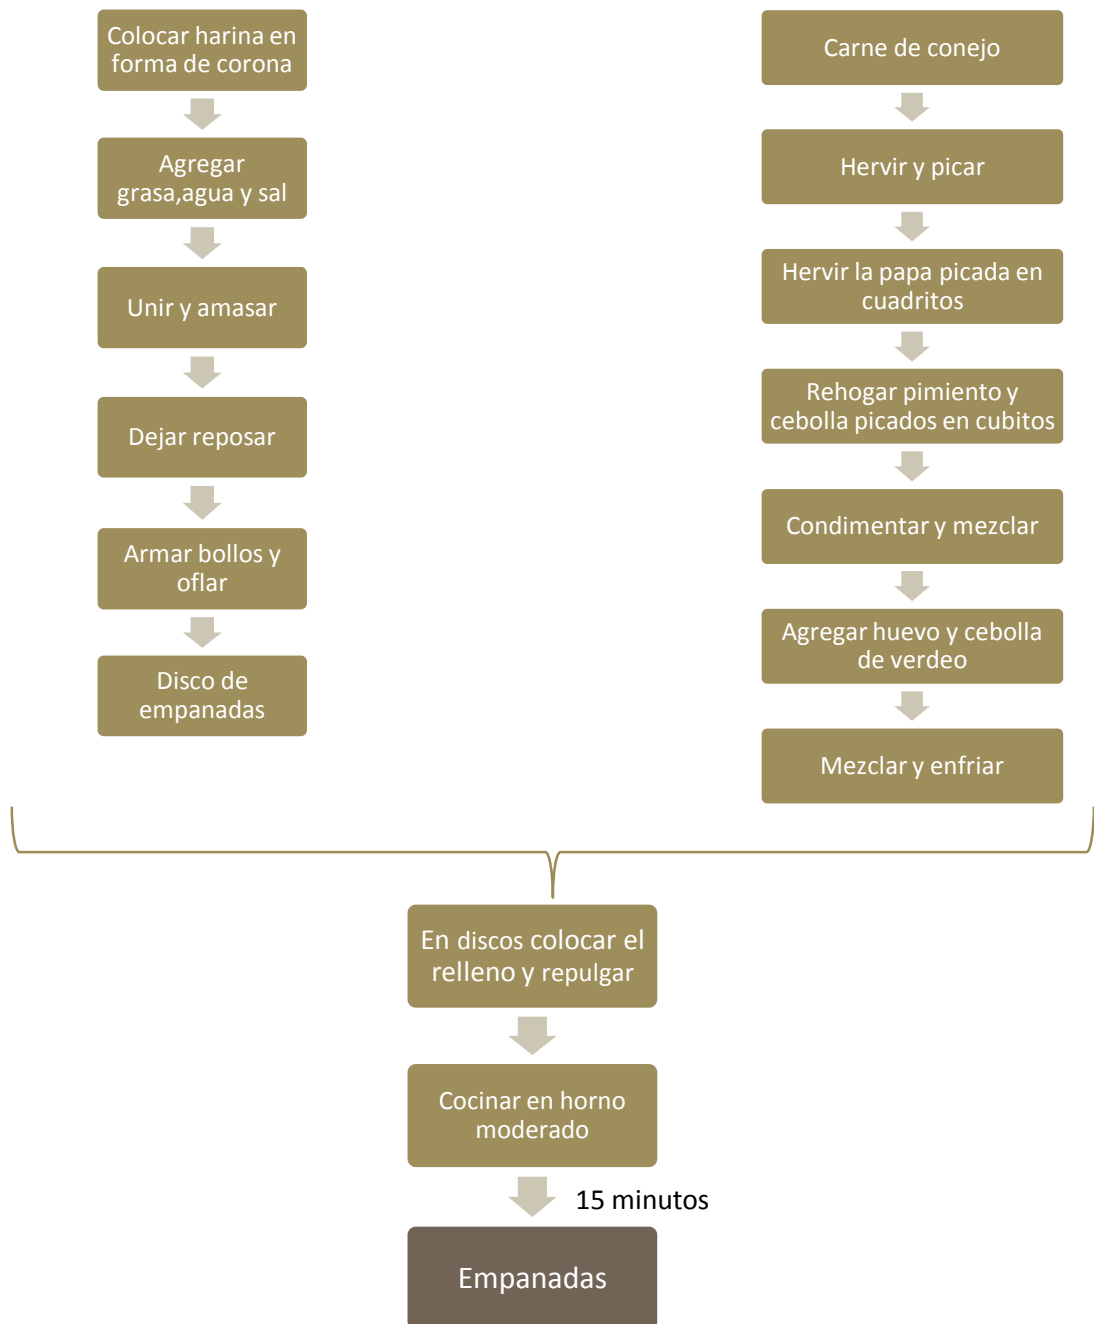 Colocar harina en
forma de corona
Agregar
grasa,agua y sal
Unir y amasar
Dejar reposar
Armar bollos y
oflar
Disco de
empanadas
Carne de conejo
Hervir y picar
Hervir la papa picada en
cuadritos
Rehogar pimiento y
cebolla picados en cubitos
Condimentar y mezclar
Agregar huevo y cebolla
de verdeo
Mezclar y enfriar
En discos colocar el
relleno y repulgar
Cocinar en horno
moderado
15 minutos
Empanadas